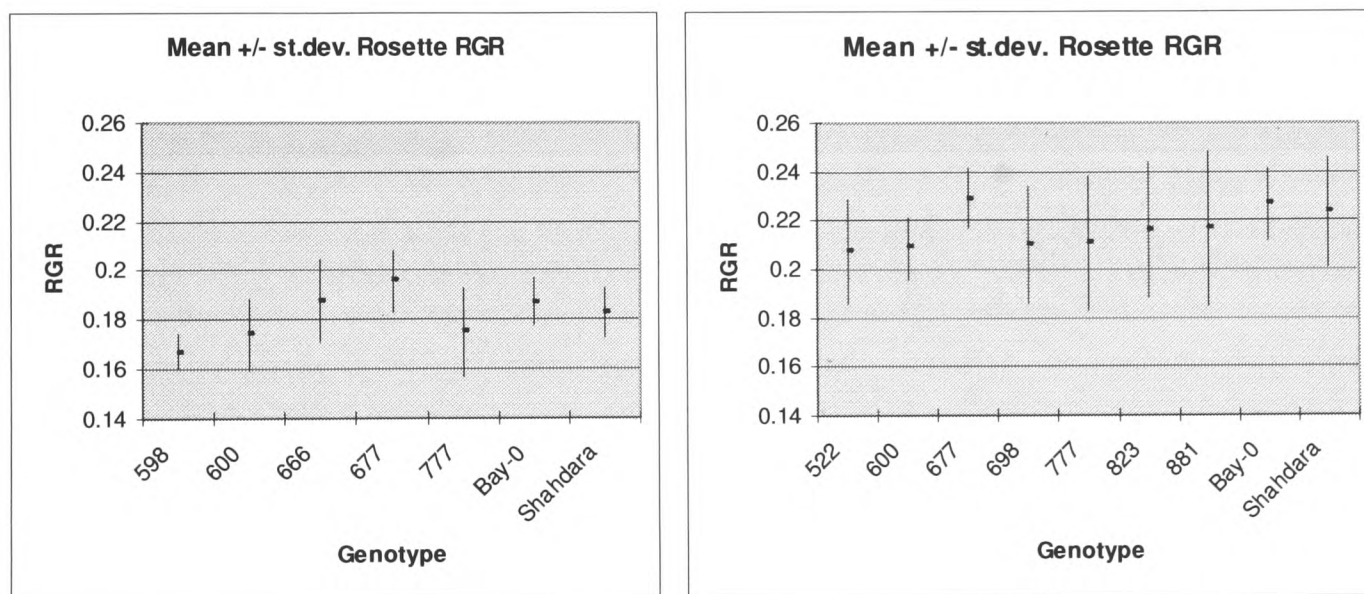 Mean +/- st.dev. Rosette RGR
0.26
0.24
0.22
0.2
0.18
0.16
0.14
RGR
598
600
666
677
777
Bay-0
Shahdara
Genotype
Mean +/- st.dev. Rosette RGR
0.26
0.24
0.22
0.2
0.18
0.16
0.14
RGR
522
600
677
698
777
823
881
Bay-0
Shahdara
Genotype